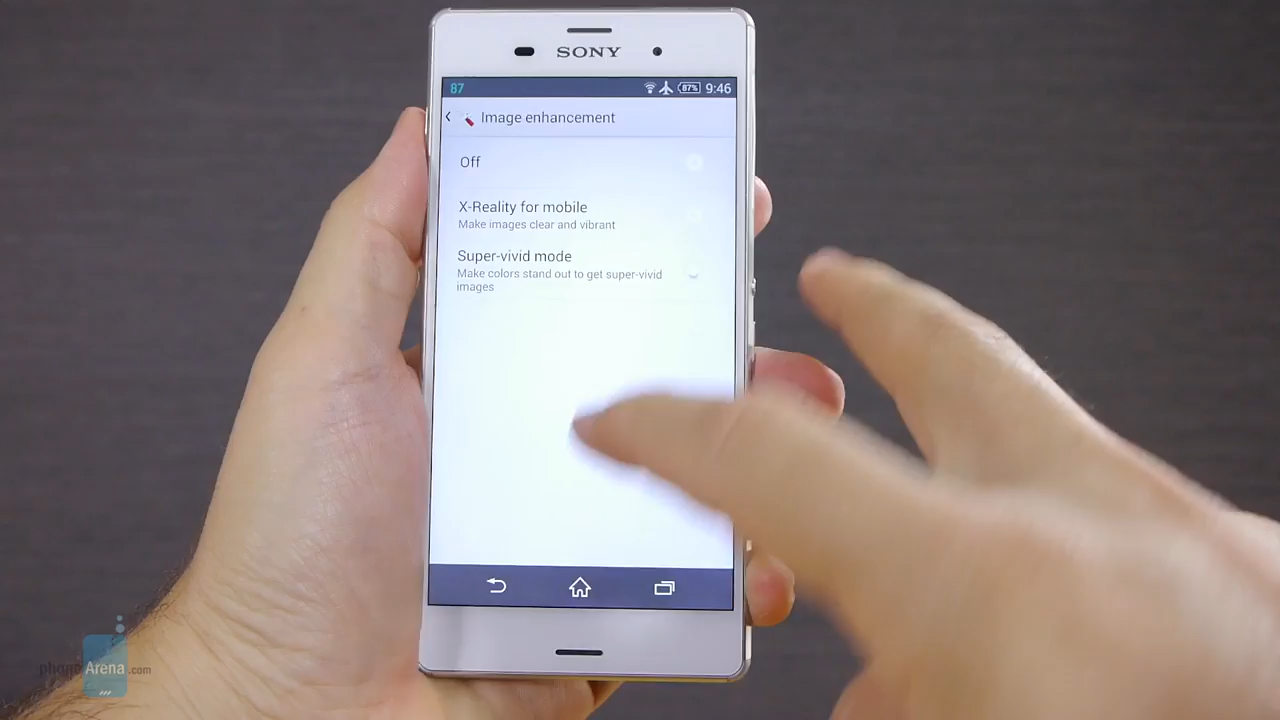 SONY
87
87%
9:46
Image enhancement
Off
X-Reality for mobile
Make images clear and vibrant
Super-vivid mode
Make colors stand out to get super-vivid
images
phoneArena.com